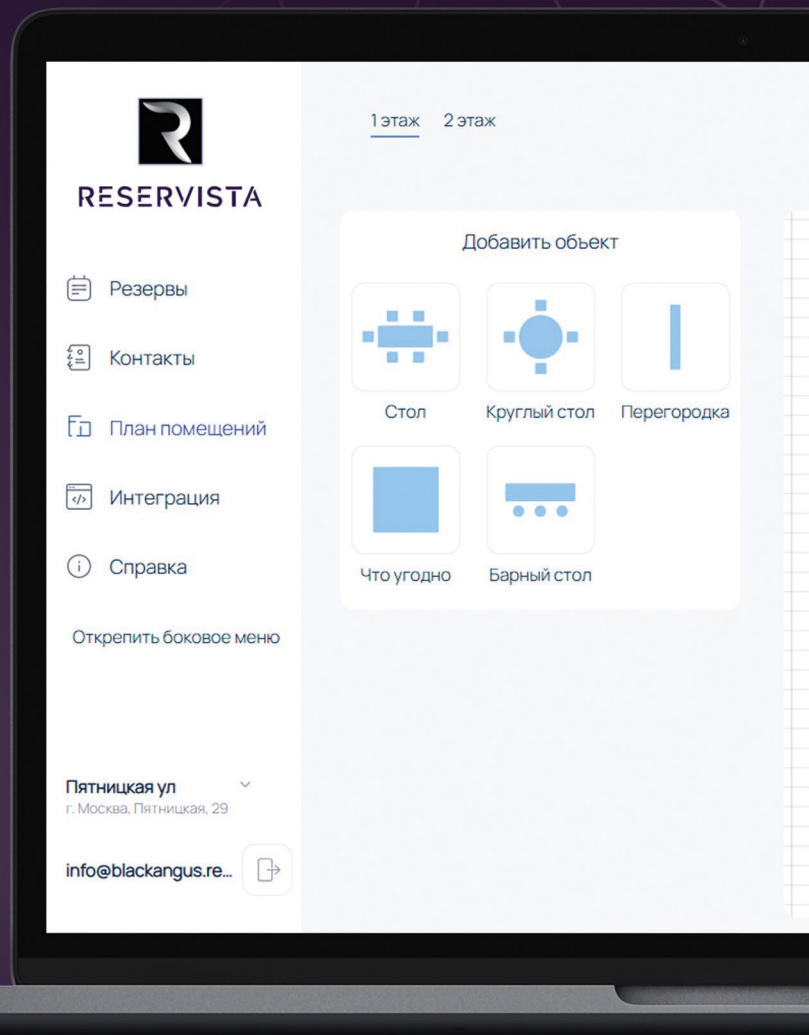 RESERVISTA
Резервы
Контакты
План помещений
Интеграция
Справка
Открепить боковое меню
Пятницкая ул
г. Москва, Пятницкая, 29
info@blackangus.re...
1 этаж 2 этаж
Добавить объект
Стол Круглый стол Перегородка
Что угодно Барный стол